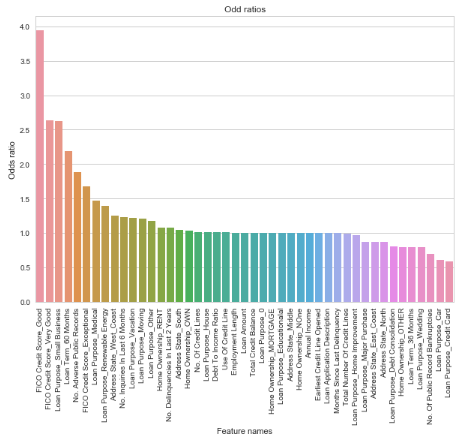 Odd ratios
Odds ratio
4.0
3.5
3.0
2.5
2.0
1.5
1.0
0.5
0.0
FICO Credit Score_Good
FICO Credit Score_Very Good
Loan Purpose_Small Business
Loan Term_60 Months
No. Adverse Public Records
FICO Credit Score_Exceptional
Loan Purpose_Medical
Loan Purpose_Renewable Energy
Address State_West_Coast
No. Inquiries In Last 6 Months
Loan Purpose_Vacation
Loan Purpose_Moving
Loan Purpose_Other
Home Ownership_RENT
No. Delinquencies In Last 2 Years
Address State_South
Home Ownership_OWN
No. Of Credit Lines
Loan Purpose_House
Debt To Income Ratio
Use Of Credit Line
Employment Length
Loan Amount
Total Credit Balance
Loan Purpose_0
Home Ownership_MORTGAGE
Loan Purpose_Educational
Address State_Middle
Home Ownership_NOne
Annual Income
Earliest Credit Line Opened
Loan Application Description
Months Since Last Delinquency
Total Number Of Credit Lines
Loan Purpose_Home Improvement
Loan Purpose_Major Purchase
Address State_East_Coast
Address State_North
Loan Purpose_Debt Consolidation
Home Ownership_OTHER
Loan Term_36 Months
Loan Purpose_Wedding
No. Of Public Record Bankruptcies
Loan Purpose_Car
Loan Purpose_Credit Card
Feature names